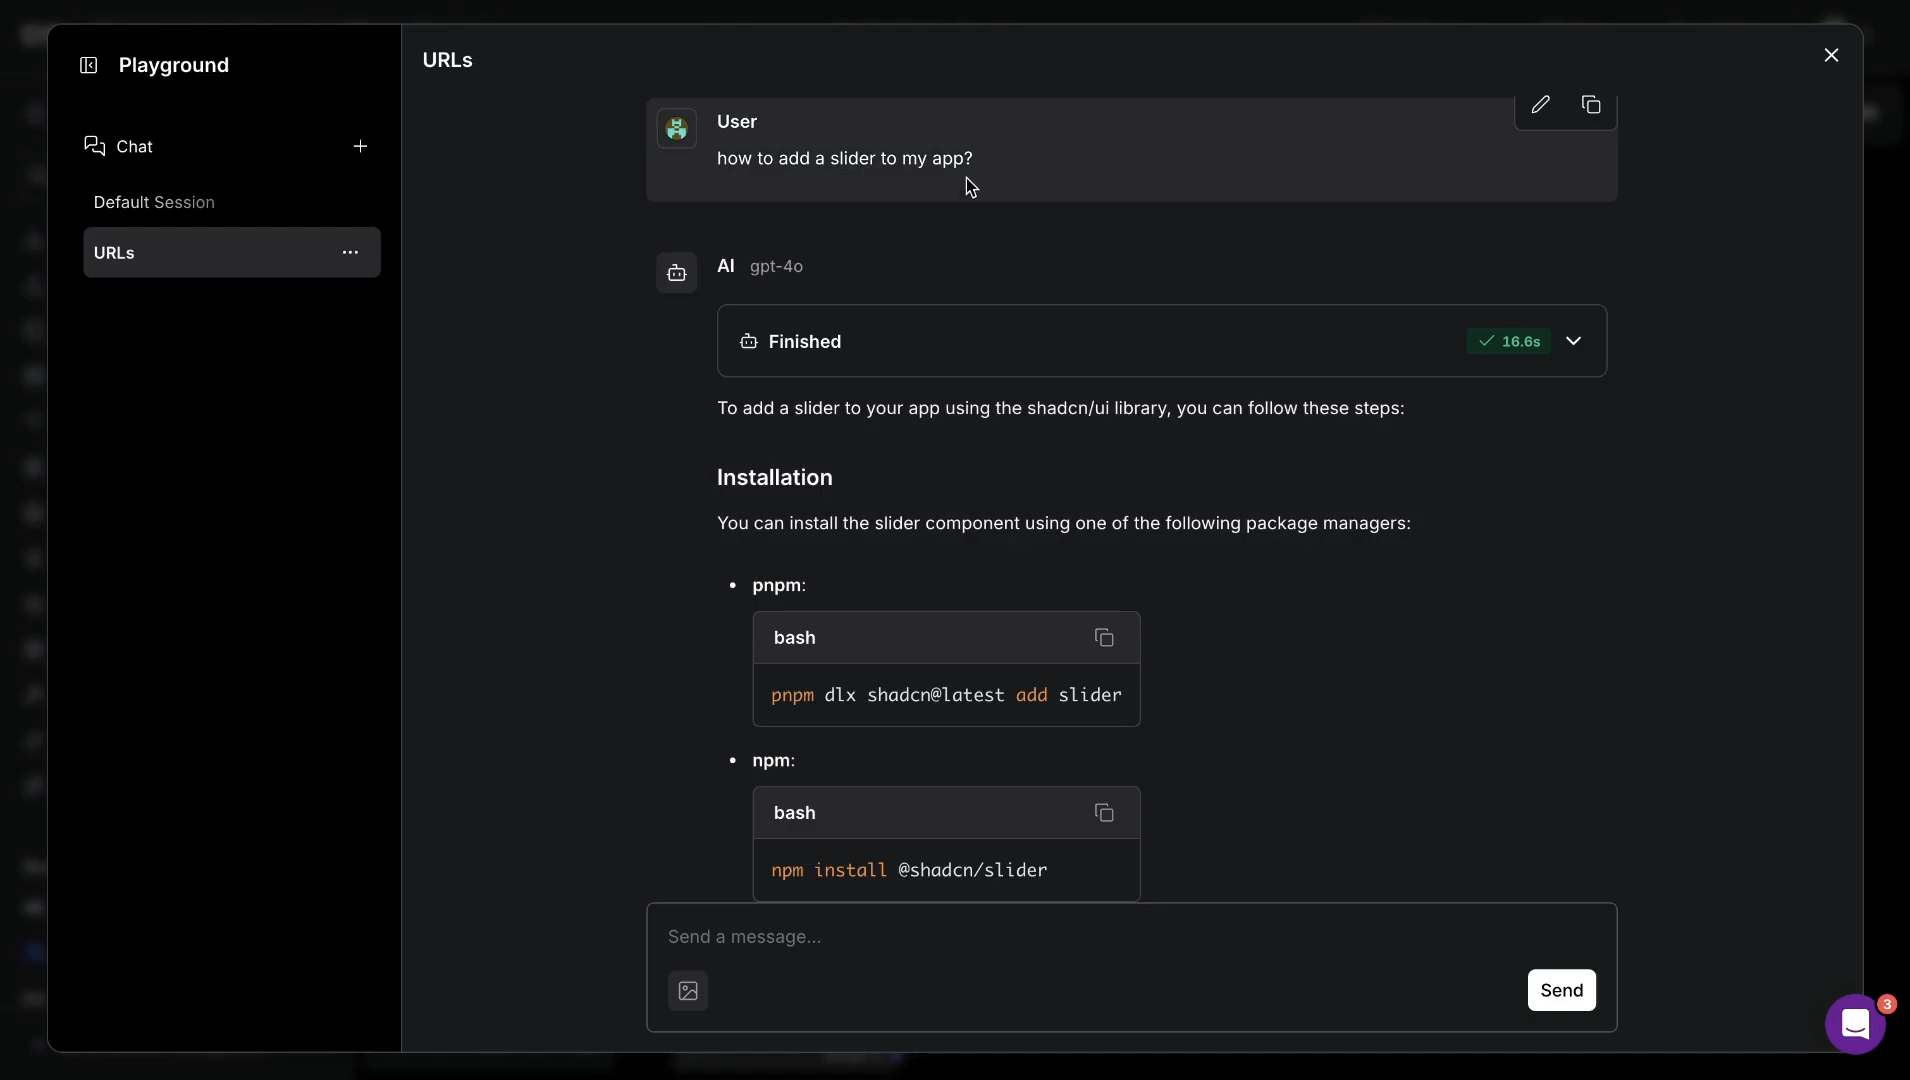 Playground
URLs
Chat
Default Session
URLs
User
how to add a slider to my app?
AI gpt-4o
Finished
16.6s
To add a slider to your app using the shadcn/ui library, you can follow these steps:
Installation
You can install the slider component using one of the following package managers:
• pnpm:
bash
pnpm dlx shadcn@latest add slider
• npm:
bash
npm install @shadcn/slider
Send a message...
Send
3